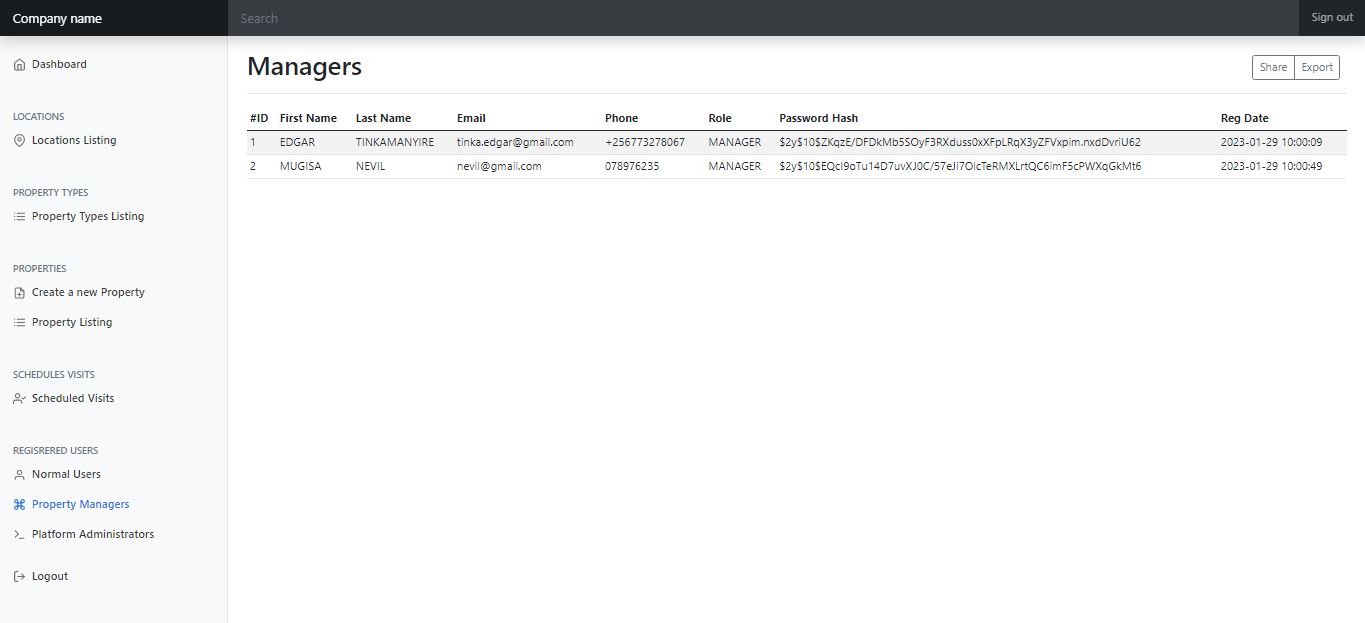 Company name
Search
Sign out
Dashboard
LOCATIONS
Locations Listing
PROPERTY TYPES
Property Types Listing
PROPERTIES
Create a new Property
Property Listing
SCHEDULES VISITS
Scheduled Visits
REGISRERED USERS
Normal Users
Property Managers
Platform Administrators
Logout
Managers
Share Export
#ID First Name Last Name Email Phone Role Password Hash Reg Date
1 EDGAR TINKAMANYIRE tinka.edgar@gmail.com +256773278067 MANAGER $2y$10$ZKqzE/DFDkMb5SOyF3RXduss0xXFpLRqX3yZFVxpim.nxdDvriU62 2023-01-29 10:00:09
2 MUGISA NEVIL nevil@gmail.com 078976235 MANAGER 2023-01-29 10:00:49